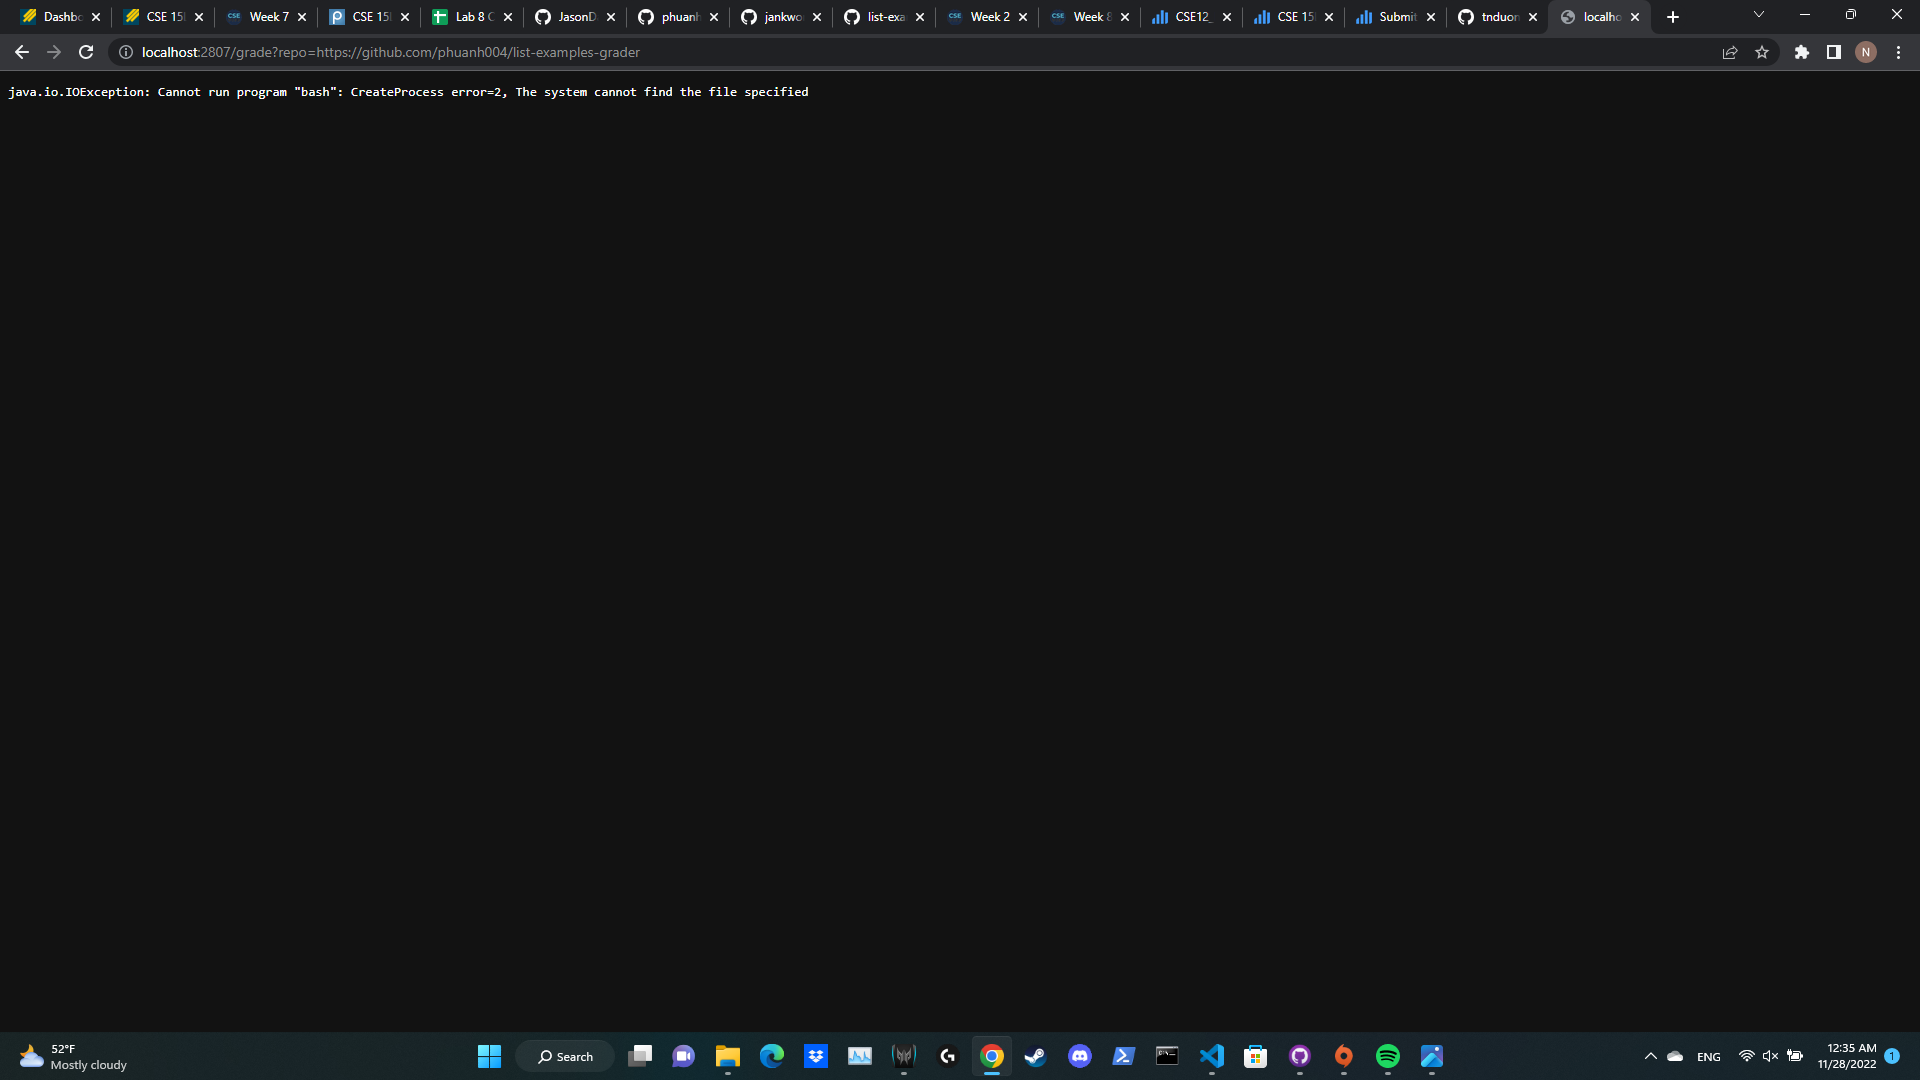 Dashbo
CSE 15
Week 7
CSE 15
Lab 8 C
JasonD
phuanh
jankwo
list-exa
Week 2
Week 8
CSE12_
CSE 15
Submit
tnduon
localho
localhost:2807/grade?repo=https://github.com/phuanh004/list-examples-grader
N
java.io.IOException: Cannot run program "bash": CreateProcess error=2, The system cannot find the file specified
52°F
Mostly cloudy
Search
ENG
12:35 AM
11/28/2022
1